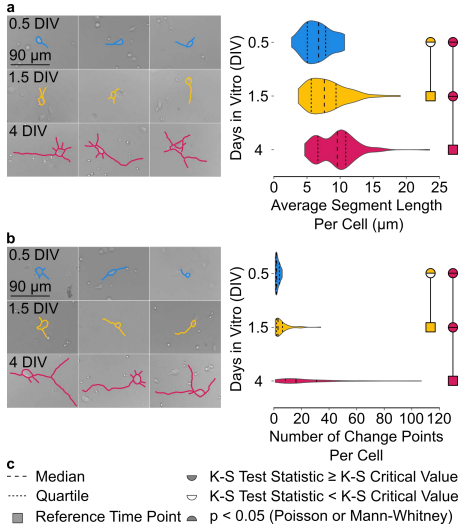 a
0.5 DIV
90 μm
1.5 DIV
4 DIV
Days in Vitro (DIV)
0.5
1.5
4
0 5 10 15 20 25
Average Segment Length
Per Cell (μm)
b
0.5 DIV
90 μm
1.5 DIV
4 DIV
Days in Vitro (DIV)
0.5
1.5
4
0 20 40 60 80 100 120
Number of Change Points
Per Cell
c
Median
Quartile
Reference Time Point
K-S Test Statistic ≥ K-S Critical Value
K-S Test Statistic < K-S Critical Value
p < 0.05 (Poisson or Mann-Whitney)